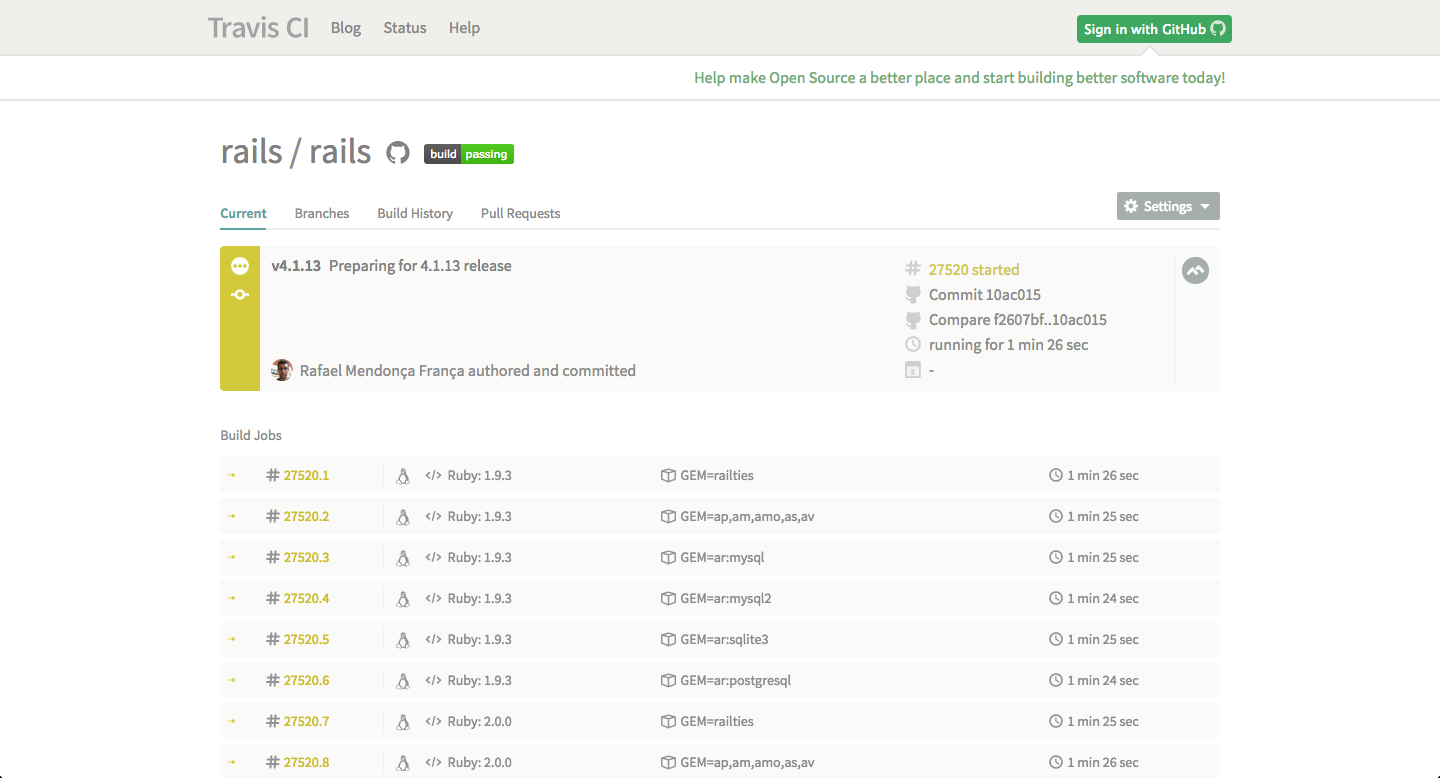 Travis CI Blog Status Help Sign in with GitHub
Help make Open Source a better place and start building better software today!
rails / rails build passing
Current Branches Build History Pull Requests Settings
v4.1.13 Preparing for 4.1.13 release
27520 started
Commit 10ac015
Compare f2607bf..10ac015
running for 1 min 26 sec
-
Rafael Mendonça França authored and committed
Build Jobs
# 27520.1 </> Ruby: 1.9.3 GEM=railties 1 min 26 sec
# 27520.2 </> Ruby: 1.9.3 GEM=ap,am,amo,as,av 1 min 25 sec
# 27520.3 </> Ruby: 1.9.3 GEM=ar:mysql 1 min 25 sec
# 27520.4 </> Ruby: 1.9.3 GEM=ar:mysql2 1 min 24 sec
# 27520.5 </> Ruby: 1.9.3 GEM=ar:sqlite3 1 min 25 sec
# 27520.6 </> Ruby: 1.9.3 GEM=ar:postgresql 1 min 24 sec
# 27520.7 </> Ruby: 2.0.0 GEM=railties 1 min 25 sec
# 27520.8 </> Ruby: 2.0.0 GEM=ap,am,amo,as,av 1 min 26 sec